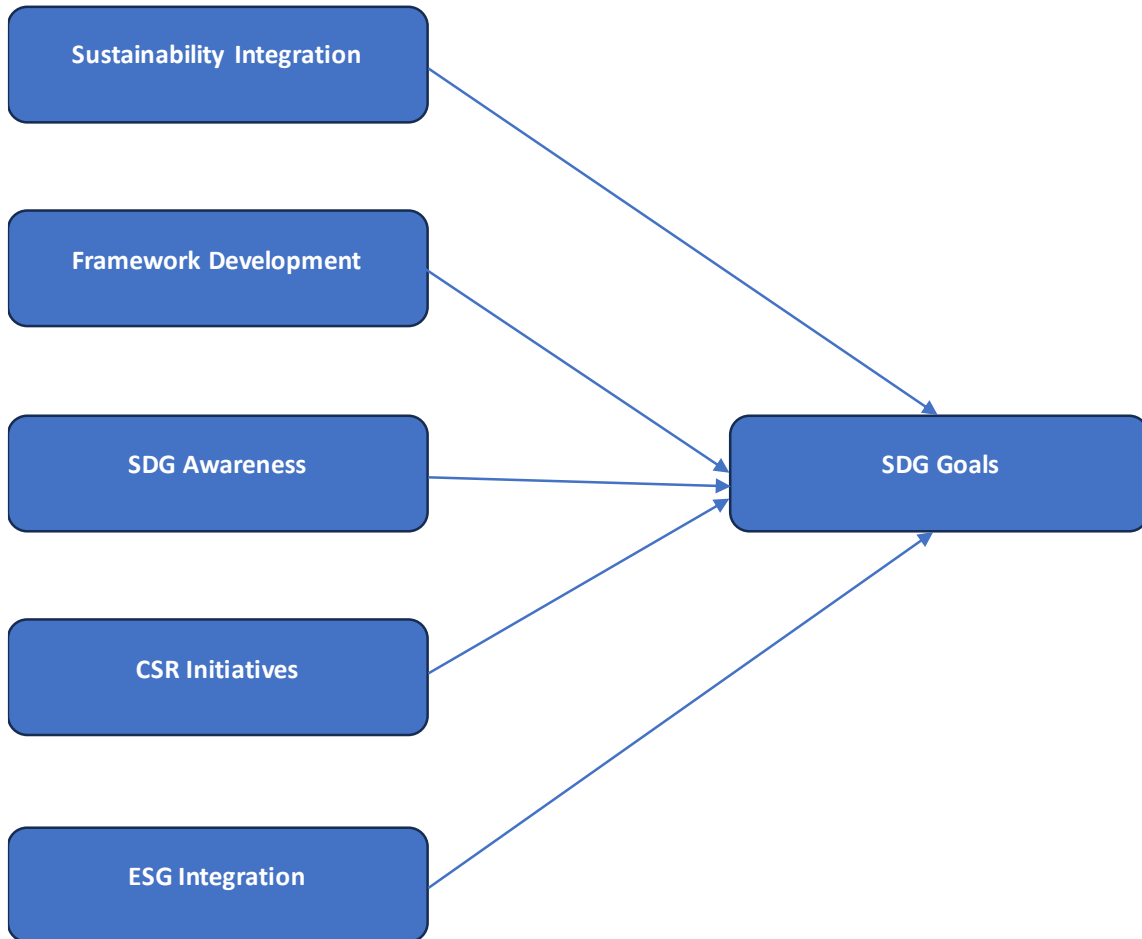 Sustainability Integration
Framework Development
SDG Awareness
SDG Goals
CSR Initiatives
ESG Integration